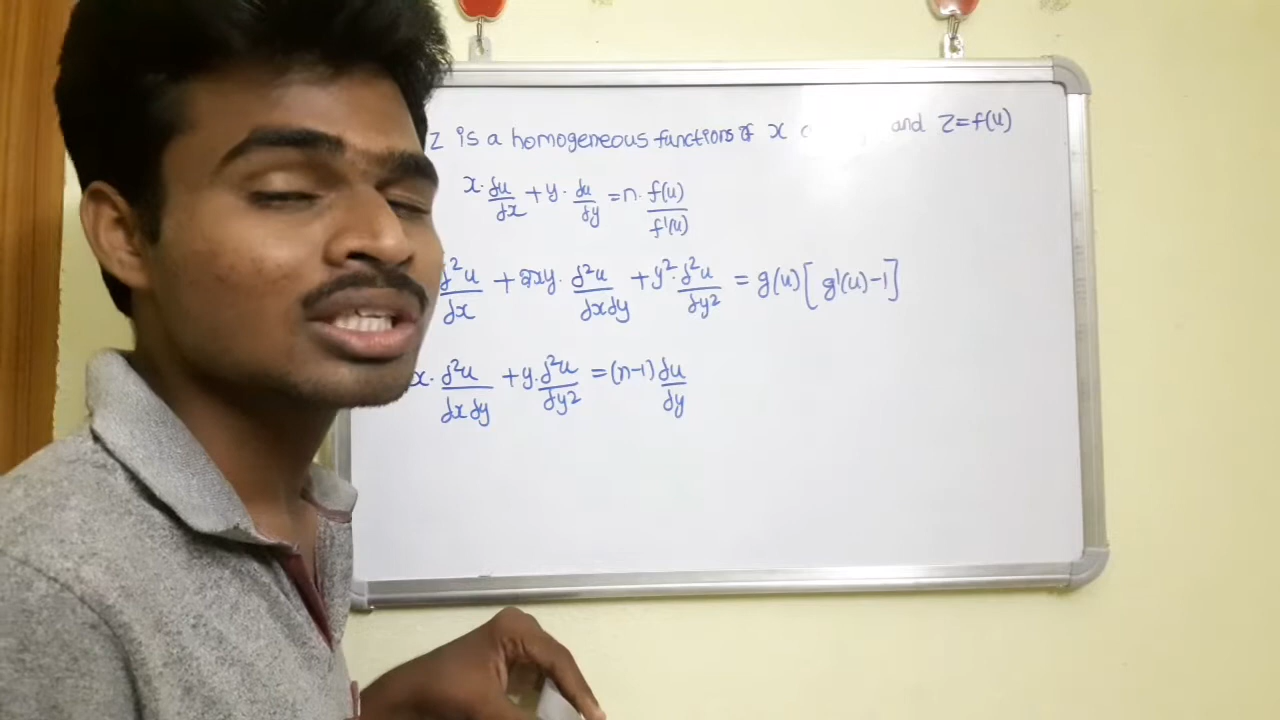 z is a homogeneous functions of x and z=f(u)
x·∂u/∂x + y·∂u/∂y = n·f(u)/f'(u)
∂²u/∂x + 2xy·∂²u/∂x∂y + y²·∂²u/∂y² = g(u)[g'(u)-1]
x·∂²u/∂x∂y + y·∂²u/∂y² = (n-1)∂u/∂y